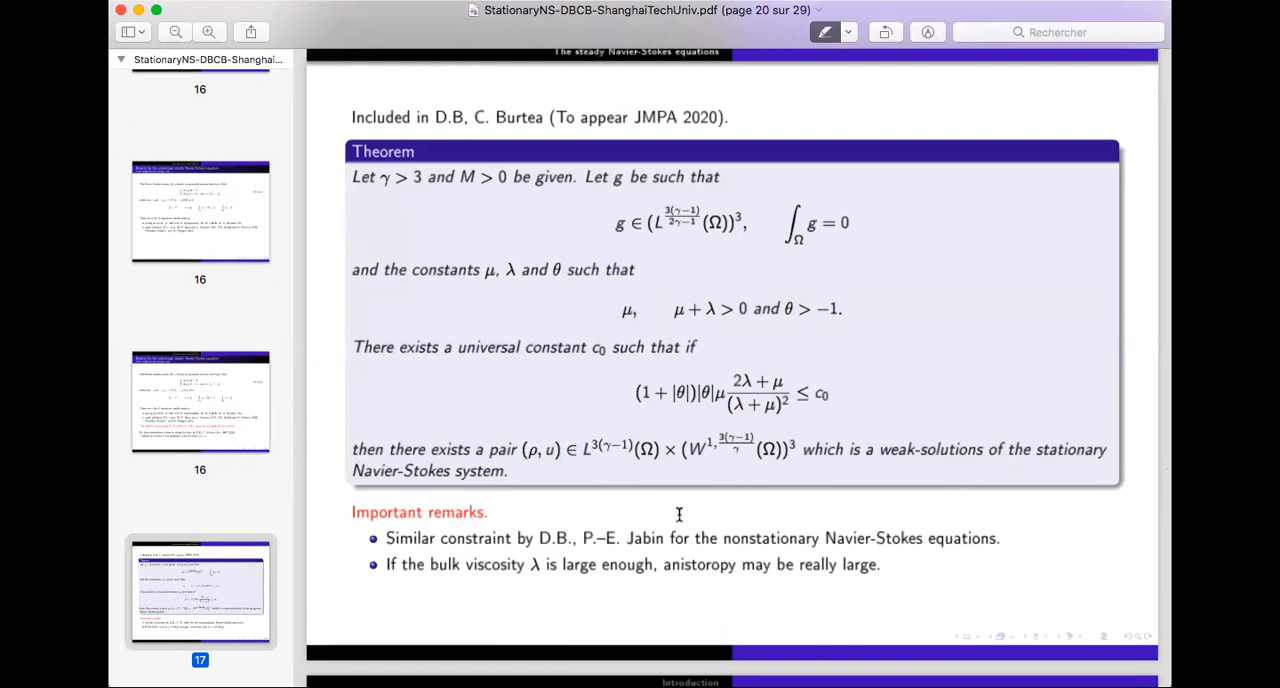 StationaryNS-DBCB-ShanghaiTechUniv.pdf (page 20 sur 29)
Rechercher
StationaryNS-DBCB-Shanghai...
16
16
16
17
The steady Navier-Stokes equations
Included in D.B, C. Burtea (To appear JMPA 2020).
Theorem
Let γ > 3 and M > 0 be given. Let g be such that
g ∈ (L^{\frac{3(γ−1)}{2γ−1}}(Ω))^3, ∫_Ω g = 0
and the constants μ, λ and θ such that
μ, μ + λ > 0 and θ > −1.
There exists a universal constant c_0 such that if
(1 + |θ|)|θ|μ \frac{2λ + μ}{(λ + μ)^2} ≤ c_0
then there exists a pair (ρ, u) ∈ L^{3(γ−1)}(Ω) × (W^{1,\frac{3(γ−1)}{γ}}(Ω))^3 which is a weak-solutions of the stationary
Navier-Stokes system.
Important remarks.
Similar constraint by D.B., P.–E. Jabin for the nonstationary Navier-Stokes equations.
If the bulk viscosity λ is large enough, anistoropy may be really large.
Introduction